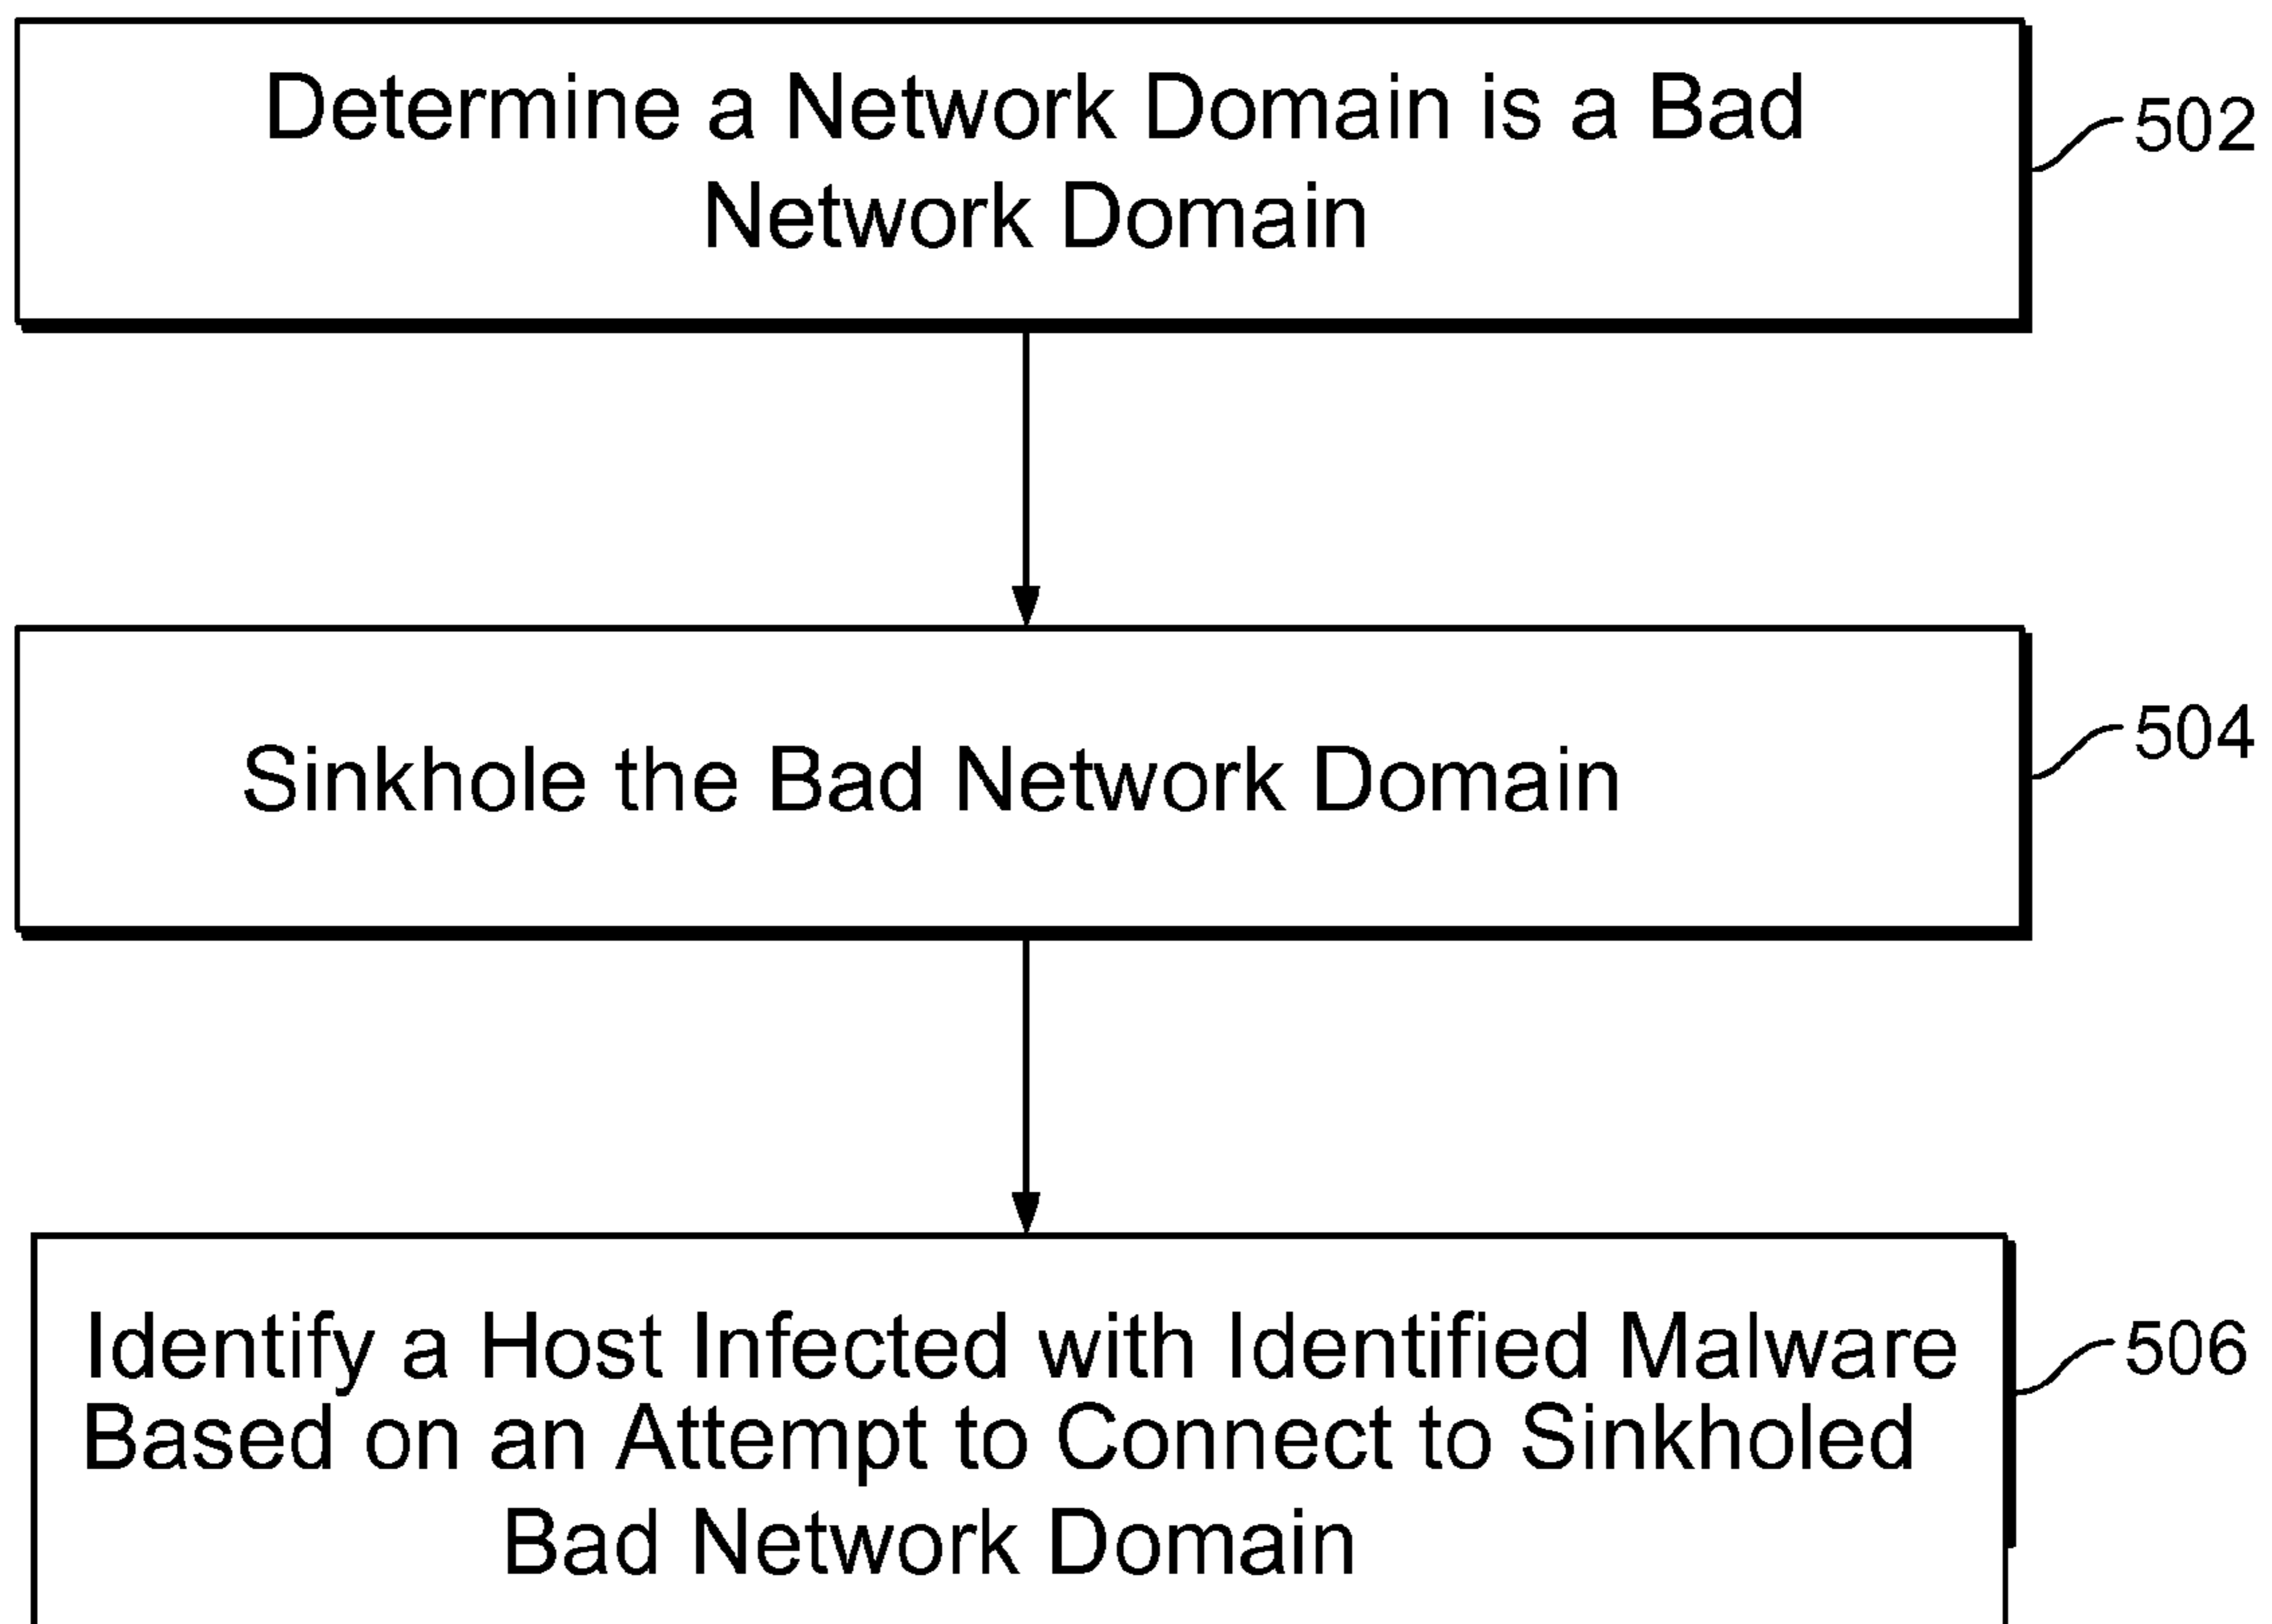 Determine a Network Domain is a Bad
Network Domain
502
Sinkhole the Bad Network Domain
504
Identify a Host Infected with Identified Malware
Based on an Attempt to Connect to Sinkholed
Bad Network Domain
506